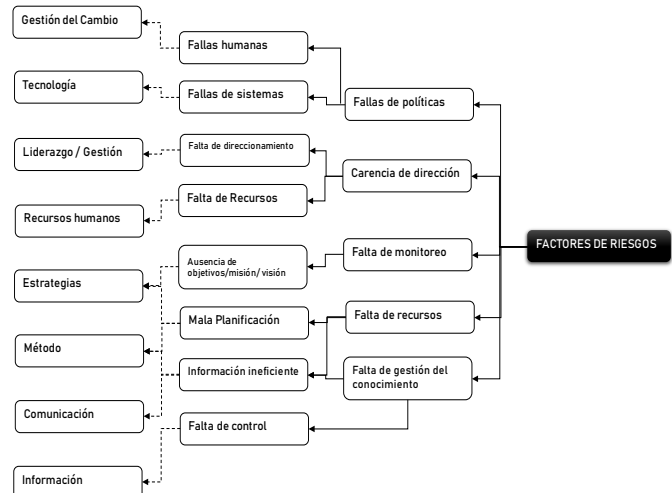 Gestión del Cambio
Fallas humanas
Tecnología
Fallas de sistemas
Fallas de políticas
Liderazgo / Gestión
Falta de direccionamiento
Carencia de dirección
Recursos humanos
Falta de Recursos
FACTORES DE RIESGOS
Falta de monitoreo
Ausencia de
objetivos/misión/ visión
Estrategias
Falta de recursos
Mala Planificación
Método
Información ineficiente
Falta de gestión del
conocimiento
Comunicación
Falta de control
Información